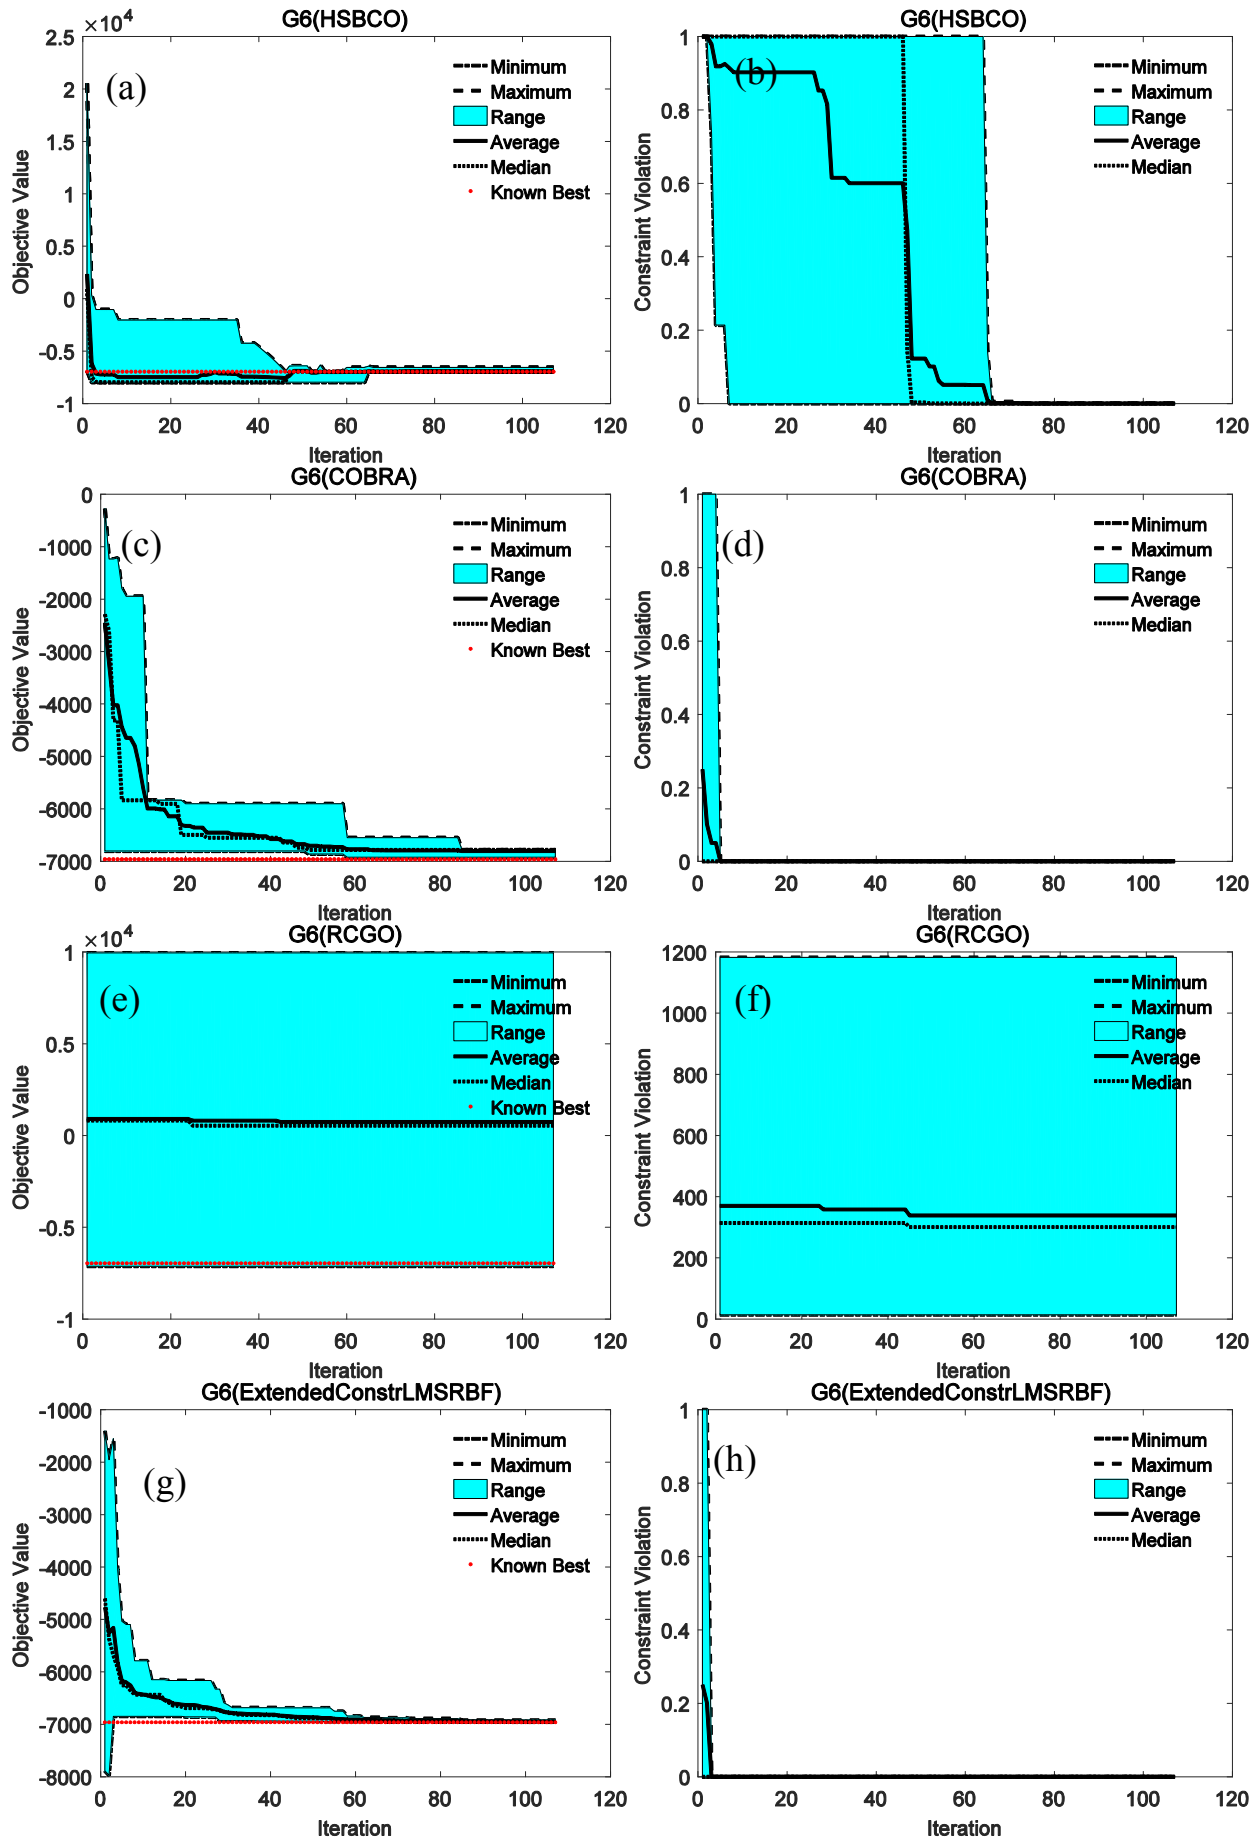 G6(HSBCO)
×10⁴
(a)
Minimum
Maximum
Range
Average
Median
Known Best
Objective Value
2.5
2
1.5
1
0.5
0
-0.5
-1
0 20 40 60 80 100 120
Iteration
G6(HSBCO)
(b)
Minimum
Maximum
Range
Average
Median
Constraint Violation
1
0.8
0.6
0.4
0.2
0
0 20 40 60 80 100 120
Iteration
G6(COBRA)
(c)
Minimum
Maximum
Range
Average
Median
Known Best
Objective Value
0
-1000
-2000
-3000
-4000
-5000
-6000
-7000
0 20 40 60 80 100 120
Iteration
G6(COBRA)
(d)
Minimum
Maximum
Range
Average
Median
Constraint Violation
1
0.8
0.6
0.4
0.2
0
0 20 40 60 80 100 120
Iteration
G6(RCGO)
×10⁴
(e)
Minimum
Maximum
Range
Average
Median
Known Best
Objective Value
1
0.5
0
-0.5
-1
0 20 40 60 80 100 120
Iteration
G6(RCGO)
(f)
Minimum
Maximum
Range
Average
Median
Constraint Violation
1200
1000
800
600
400
200
0
0 20 40 60 80 100 120
Iteration
G6(ExtendedConstrLMSRBF)
(g)
Minimum
Maximum
Range
Average
Median
Known Best
Objective Value
-1000
-2000
-3000
-4000
-5000
-6000
-7000
-8000
0 20 40 60 80 100 120
Iteration
G6(ExtendedConstrLMSRBF)
(h)
Minimum
Maximum
Range
Average
Median
Constraint Violation
1
0.8
0.6
0.4
0.2
0
0 20 40 60 80 100 120
Iteration